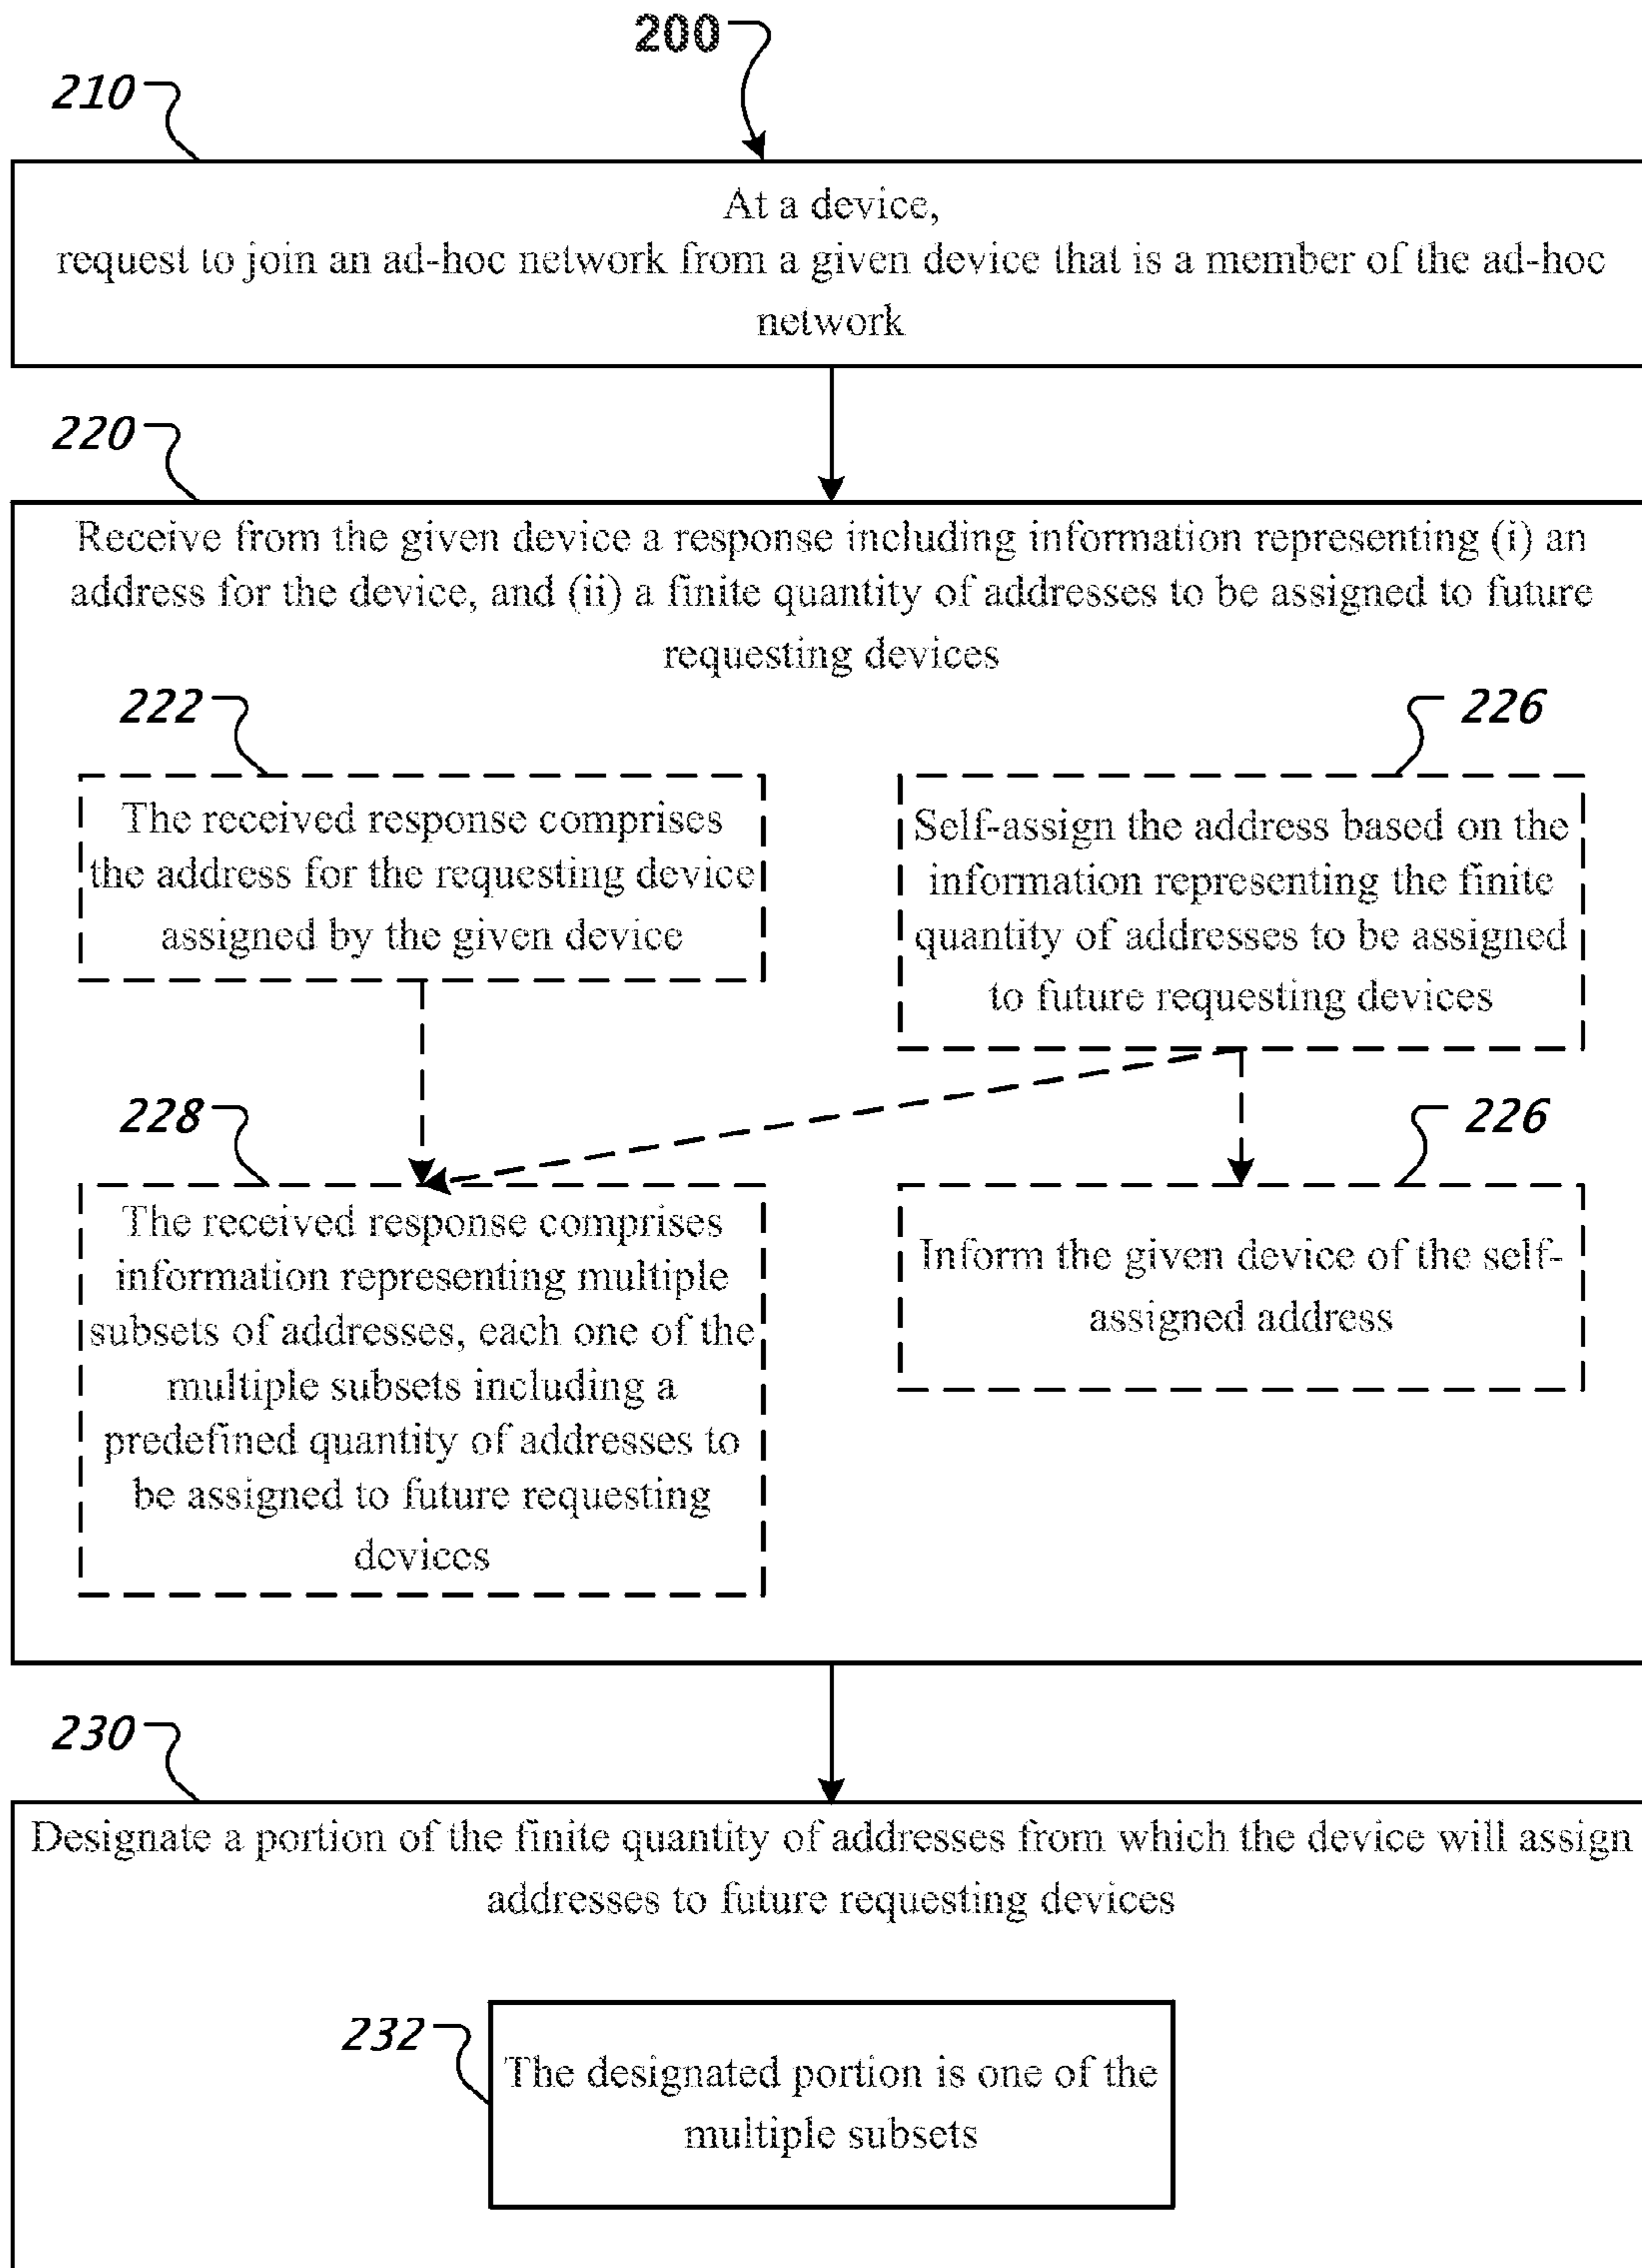 200
210
At a device,
request to join an ad-hoc network from a given device that is a member of the ad-hoc
network
220
Receive from the given device a response including information representing (i) an
address for the device, and (ii) a finite quantity of addresses to be assigned to future
requesting devices
222
The received response comprises
the address for the requesting device
assigned by the given device
226
Self-assign the address based on the
information representing the finite
quantity of addresses to be assigned
to future requesting devices
228
The received response comprises
information representing multiple
subsets of addresses, each one of the
multiple subsets including a
predefined quantity of addresses to
be assigned to future requesting
devices
226
Inform the given device of the self-
assigned address
230
Designate a portion of the finite quantity of addresses from which the device will assign
addresses to future requesting devices
232
The designated portion is one of the
multiple subsets